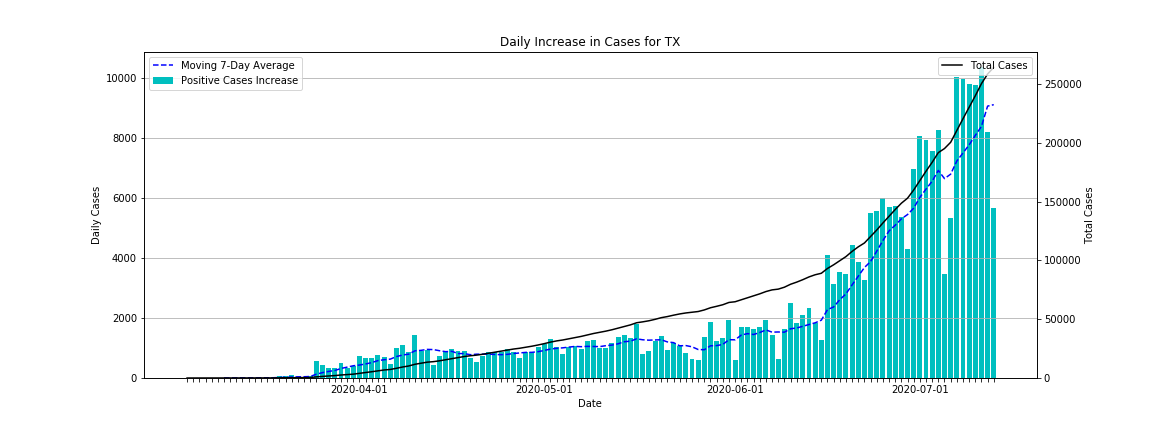 Daily Increase in Cases for TX
Moving 7-Day Average
Positive Cases Increase
Total Cases
10000
8000
6000
4000
2000
0
Daily Cases
250000
200000
150000
100000
50000
0
Total Cases
2020-04-01
2020-05-01
2020-06-01
2020-07-01
Date